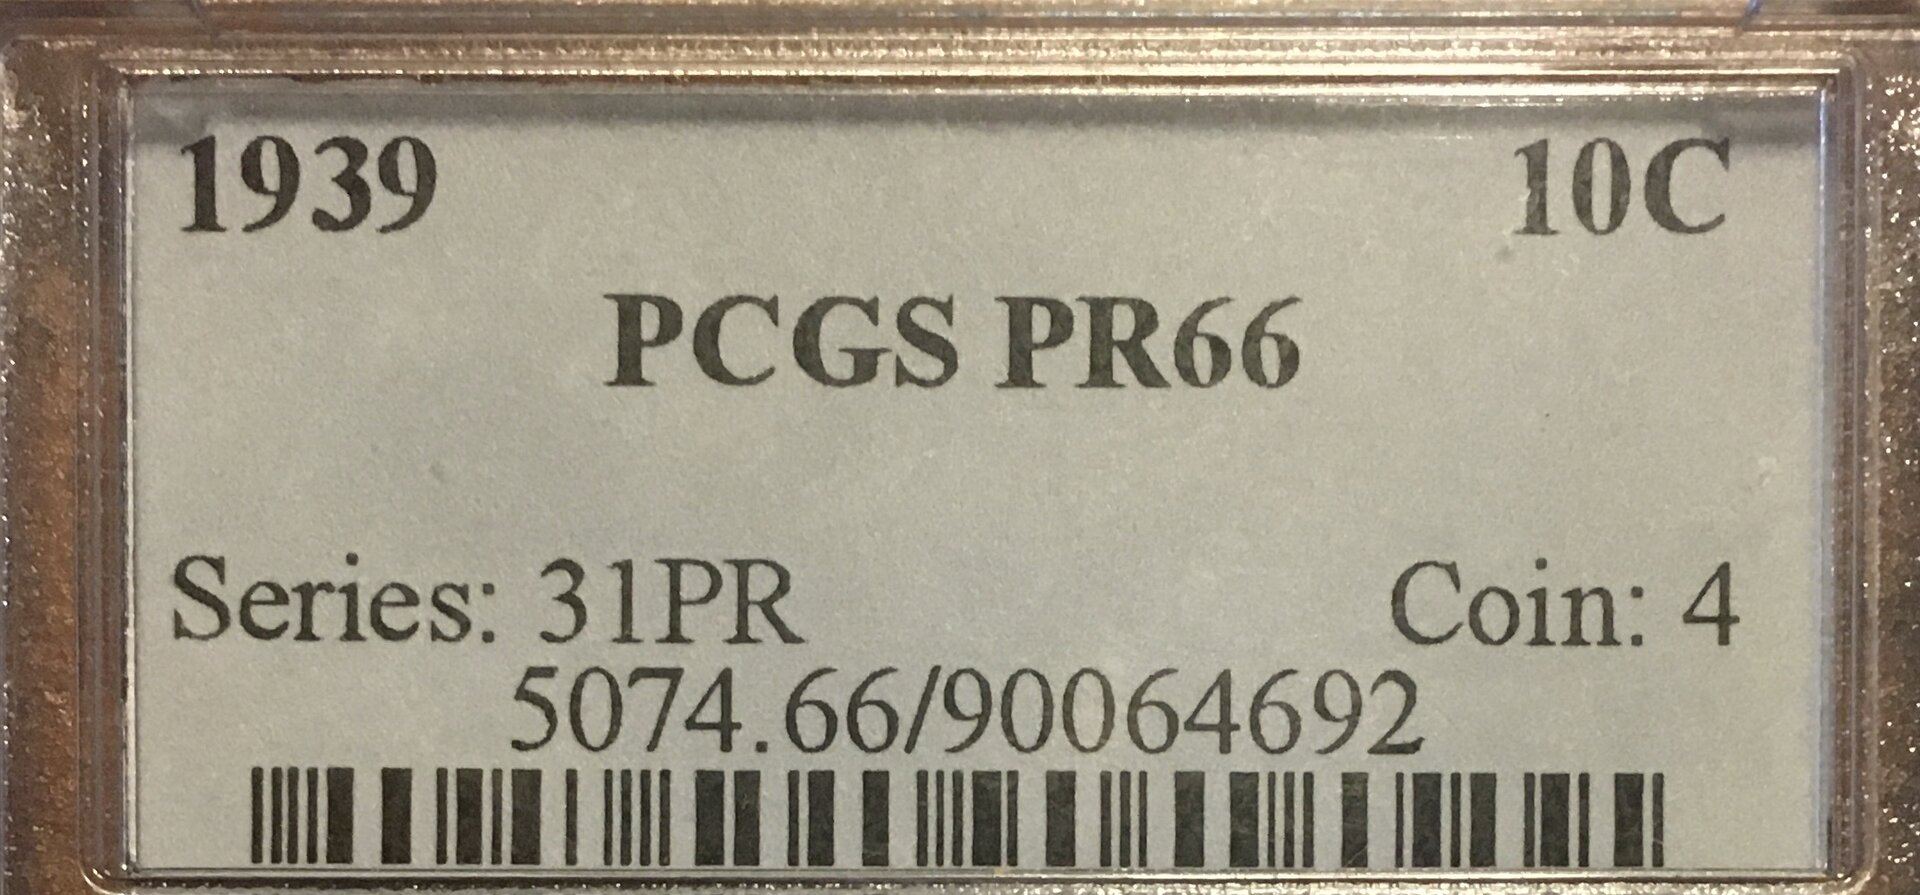 1939 10C
PCGS PR66
Series: 31PR Coin: 4
5074.66/90064692